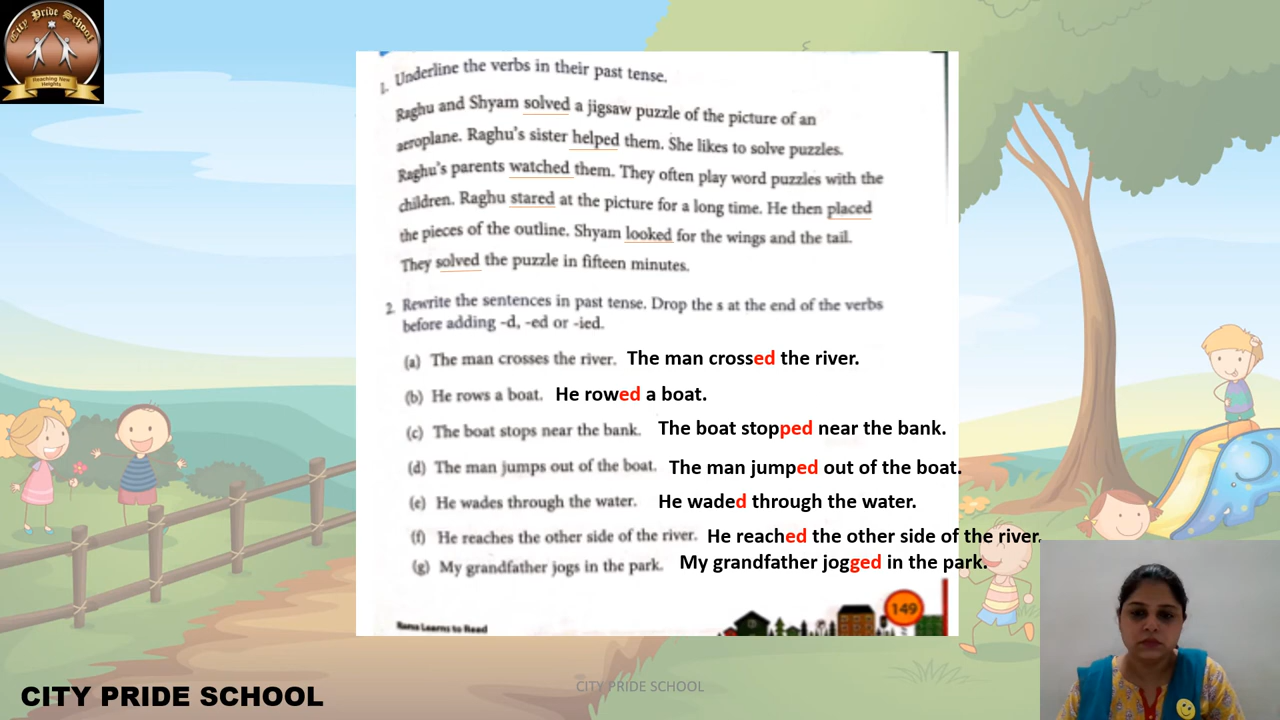 City Pride School
Reaching New
Heights
1. Underline the verbs in their past tense.
Raghu and Shyam solved a jigsaw puzzle of the picture of an
aeroplane. Raghu's sister helped them. She likes to solve puzzles.
Raghu's parents watched them. They often play word puzzles with the
children. Raghu stared at the picture for a long time. He then placed
the pieces of the outline. Shyam looked for the wings and the tail.
They solved the puzzle in fifteen minutes.
2. Rewrite the sentences in past tense. Drop the s at the end of the verbs
before adding -d, -ed or -ied.
(a) The man crosses the river. The man crossed the river.
(b) He rows a boat. He rowed a boat.
(c) The boat stops near the bank. The boat stopped near the bank.
(d) The man jumps out of the boat. The man jumped out of the boat.
(e) He wades through the water. He waded through the water.
(f) He reaches the other side of the river. He reached the other side of the river.
(g) My grandfather jogs in the park. My grandfather jogged in the park.
149
Rama Learns to Read
CITY PRIDE SCHOOL
CITY PRIDE SCHOOL